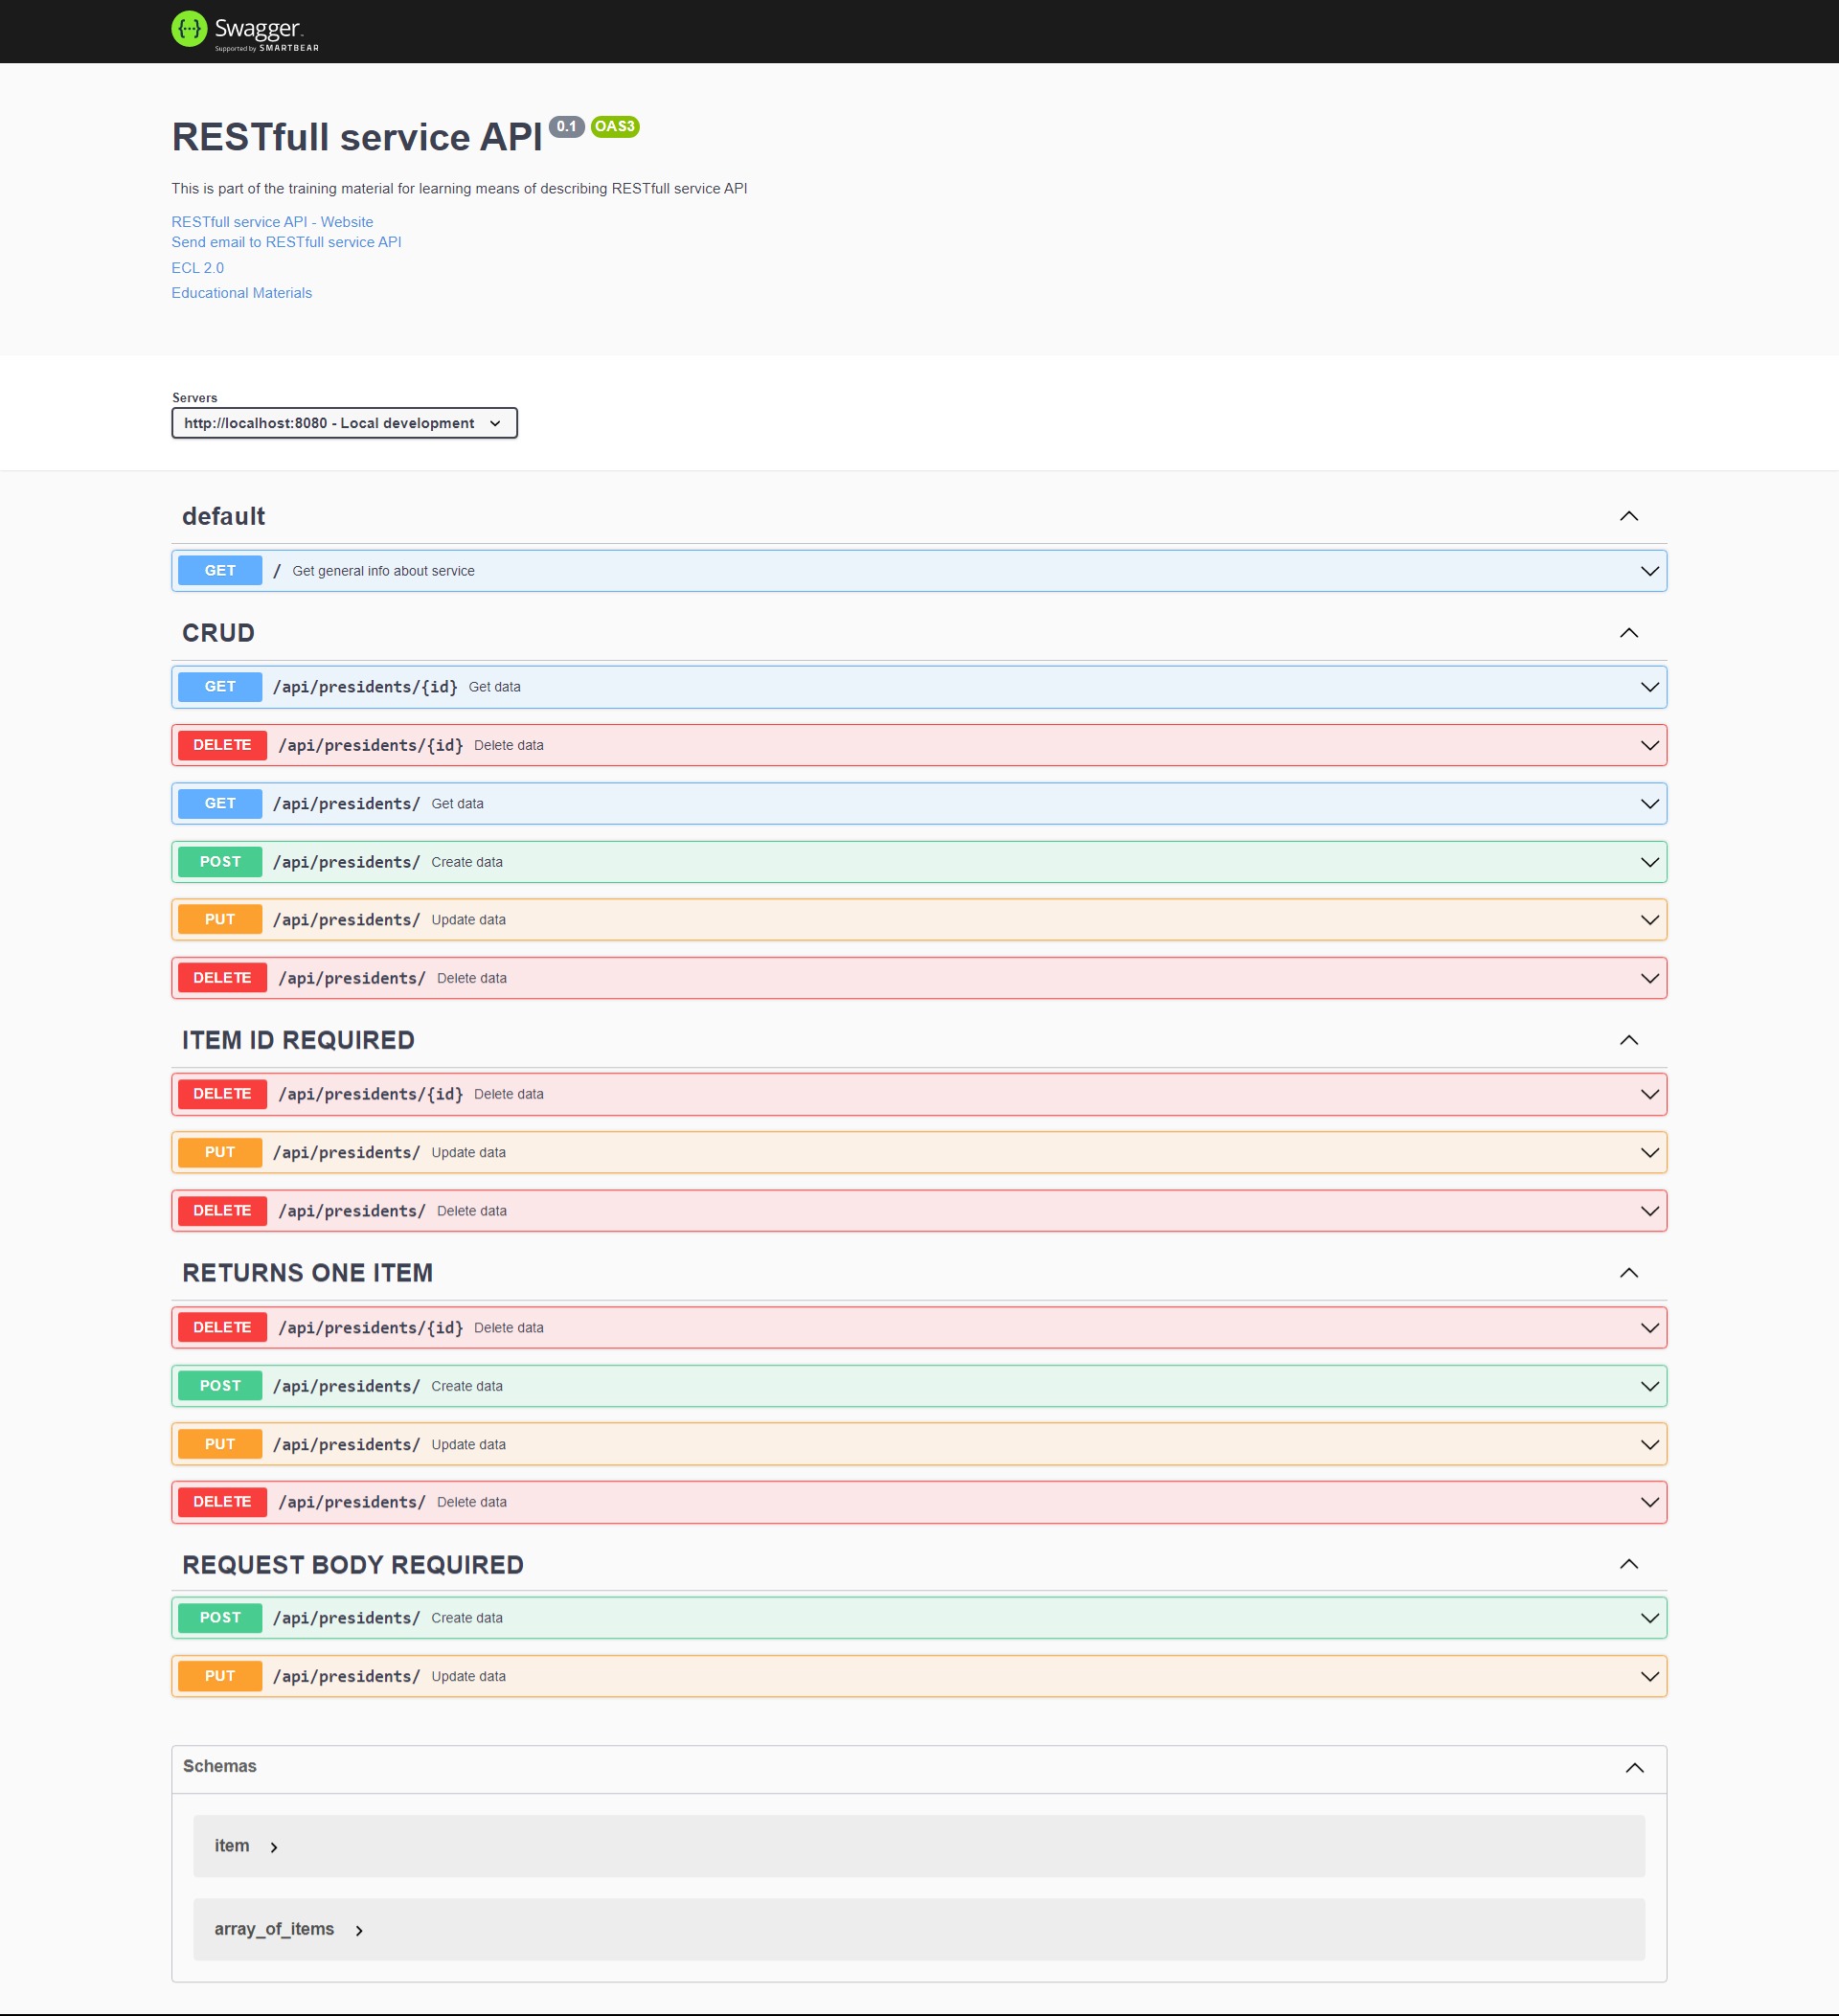 Swagger.
Supported by SMARTBEAR
RESTfull service API 0.1 OAS3
This is part of the training material for learning means of describing RESTfull service API
RESTfull service API - Website
Send email to RESTfull service API
ECL 2.0
Educational Materials
Servers
http://localhost:8080 - Local development
default
GET / Get general info about service
CRUD
GET /api/presidents/{id} Get data
DELETE /api/presidents/{id} Delete data
GET /api/presidents/ Get data
POST /api/presidents/ Create data
PUT /api/presidents/ Update data
DELETE /api/presidents/ Delete data
ITEM ID REQUIRED
DELETE /api/presidents/{id} Delete data
PUT /api/presidents/ Update data
DELETE /api/presidents/ Delete data
RETURNS ONE ITEM
DELETE /api/presidents/{id} Delete data
POST /api/presidents/ Create data
PUT /api/presidents/ Update data
DELETE /api/presidents/ Delete data
REQUEST BODY REQUIRED
POST /api/presidents/ Create data
PUT /api/presidents/ Update data
Schemas
item
array_of_items